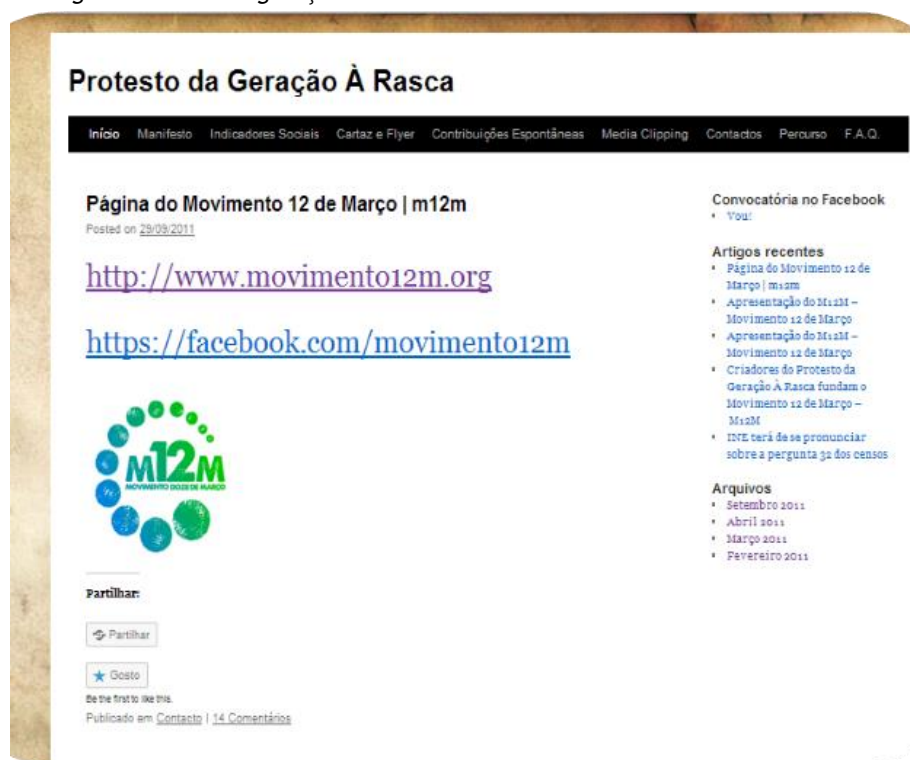 Protesto da Geração À Rasca
Início Manifesto Indicadores Sociais Cartaz e Flyer Contribuições Espontâneas Media Clipping Contactos Percurso F.A.Q.
Página do Movimento 12 de Março | m12m
Posted on 29/09/2011
http://www.movimento12m.org
https://facebook.com/movimento12m
M12M
MOVIMENTO DOZE DE MARÇO
Partilhar:
Partilhar
Gosto
Be the first to like this.
Publicado em Contacto | 14 Comentários
Convocatória no Facebook
Vou!
Artigos recentes
Página do Movimento 12 de
Março | m12m
Apresentação do M12M –
Movimento 12 de Março
Apresentação do M12M –
Movimento 12 de Março
Criadores do Protesto da
Geração À Rasca fundam o
Movimento 12 de Março –
M12M
INE terá de se pronunciar
sobre a pergunta 32 dos censos
Arquivos
Setembro 2011
Abril 2011
Março 2011
Fevereiro 2011